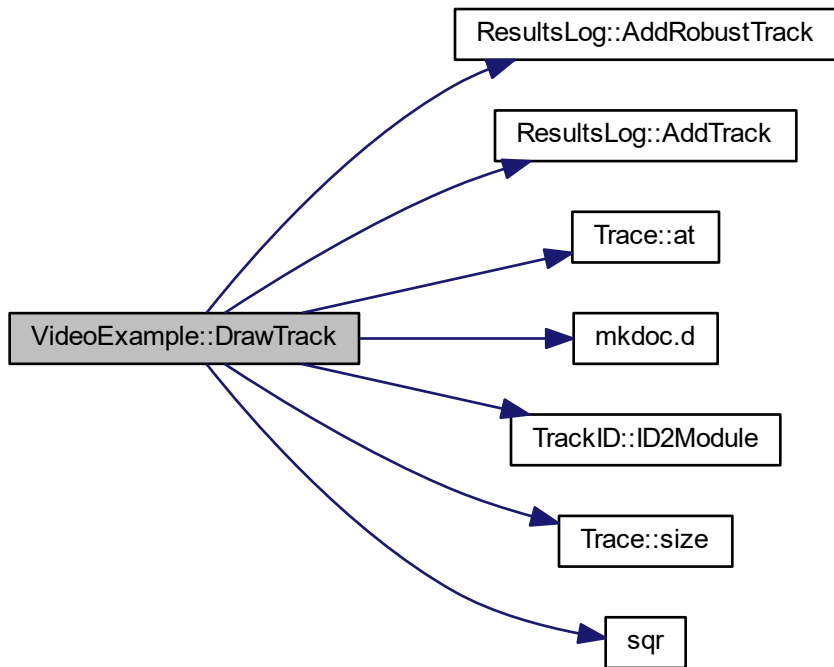 ResultsLog::AddRobustTrack
ResultsLog::AddTrack
Trace::at
VideoExample::DrawTrack
mkdoc.d
TrackID::ID2Module
Trace::size
sqr